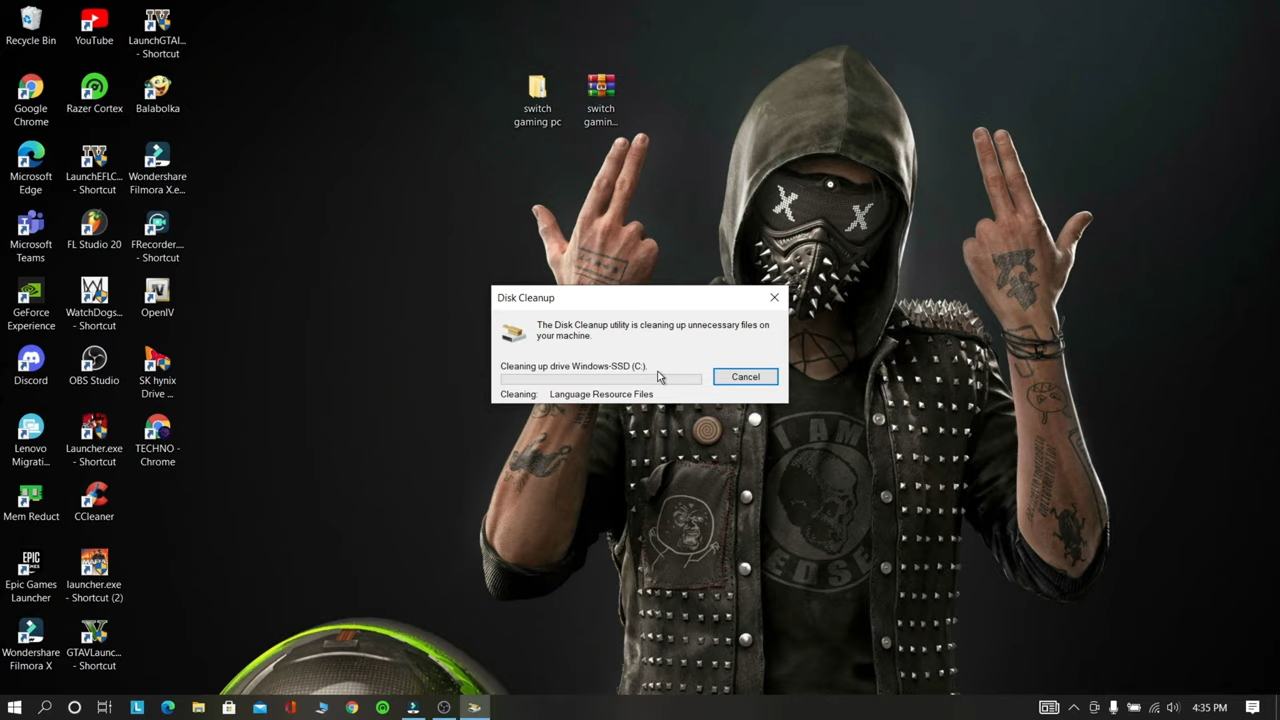 Recycle Bin
YouTube
LaunchGTAI...
- Shortcut
Google
Chrome
Razer Cortex
Balabolka
Microsoft
Edge
LaunchEFLC...
- Shortcut
Wondershare
Filmora X.e...
Microsoft
Teams
FL Studio 20
FRecorder....
- Shortcut
GeForce
Experience
WatchDogs...
- Shortcut
OpenIV
Discord
OBS Studio
SK hynix
Drive ...
Lenovo
Migrati...
Launcher.exe
- Shortcut
TECHNO -
Chrome
Mem Reduct
CCleaner
EPIC
GAMES
Epic Games
Launcher
launcher.exe
- Shortcut (2)
Wondershare
Filmora X
GTAVLaunc...
- Shortcut
switch
gaming pc
switch
gamin...
Disk Cleanup
The Disk Cleanup utility is cleaning up unnecessary files on
your machine.
Cleaning up drive Windows-SSD (C:).
Cancel
Cleaning: Language Resource Files
I AM
EDSE
4:35 PM